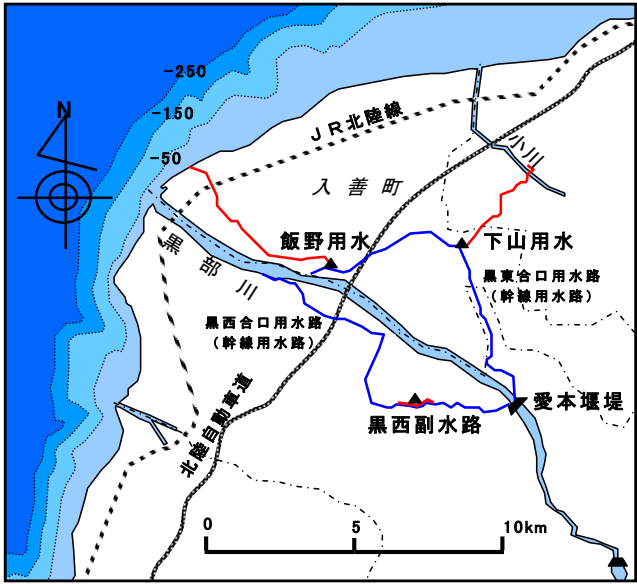 -250
N
-150
JR北陸線
小川
-50
入善町
飯野用水
下山用水
黒部川
黒東合口用水路
(幹線用水路)
黒西合口用水路
(幹線用水路)
愛本堰堤
黒西副水路
北陸自動車道
0
5
10km